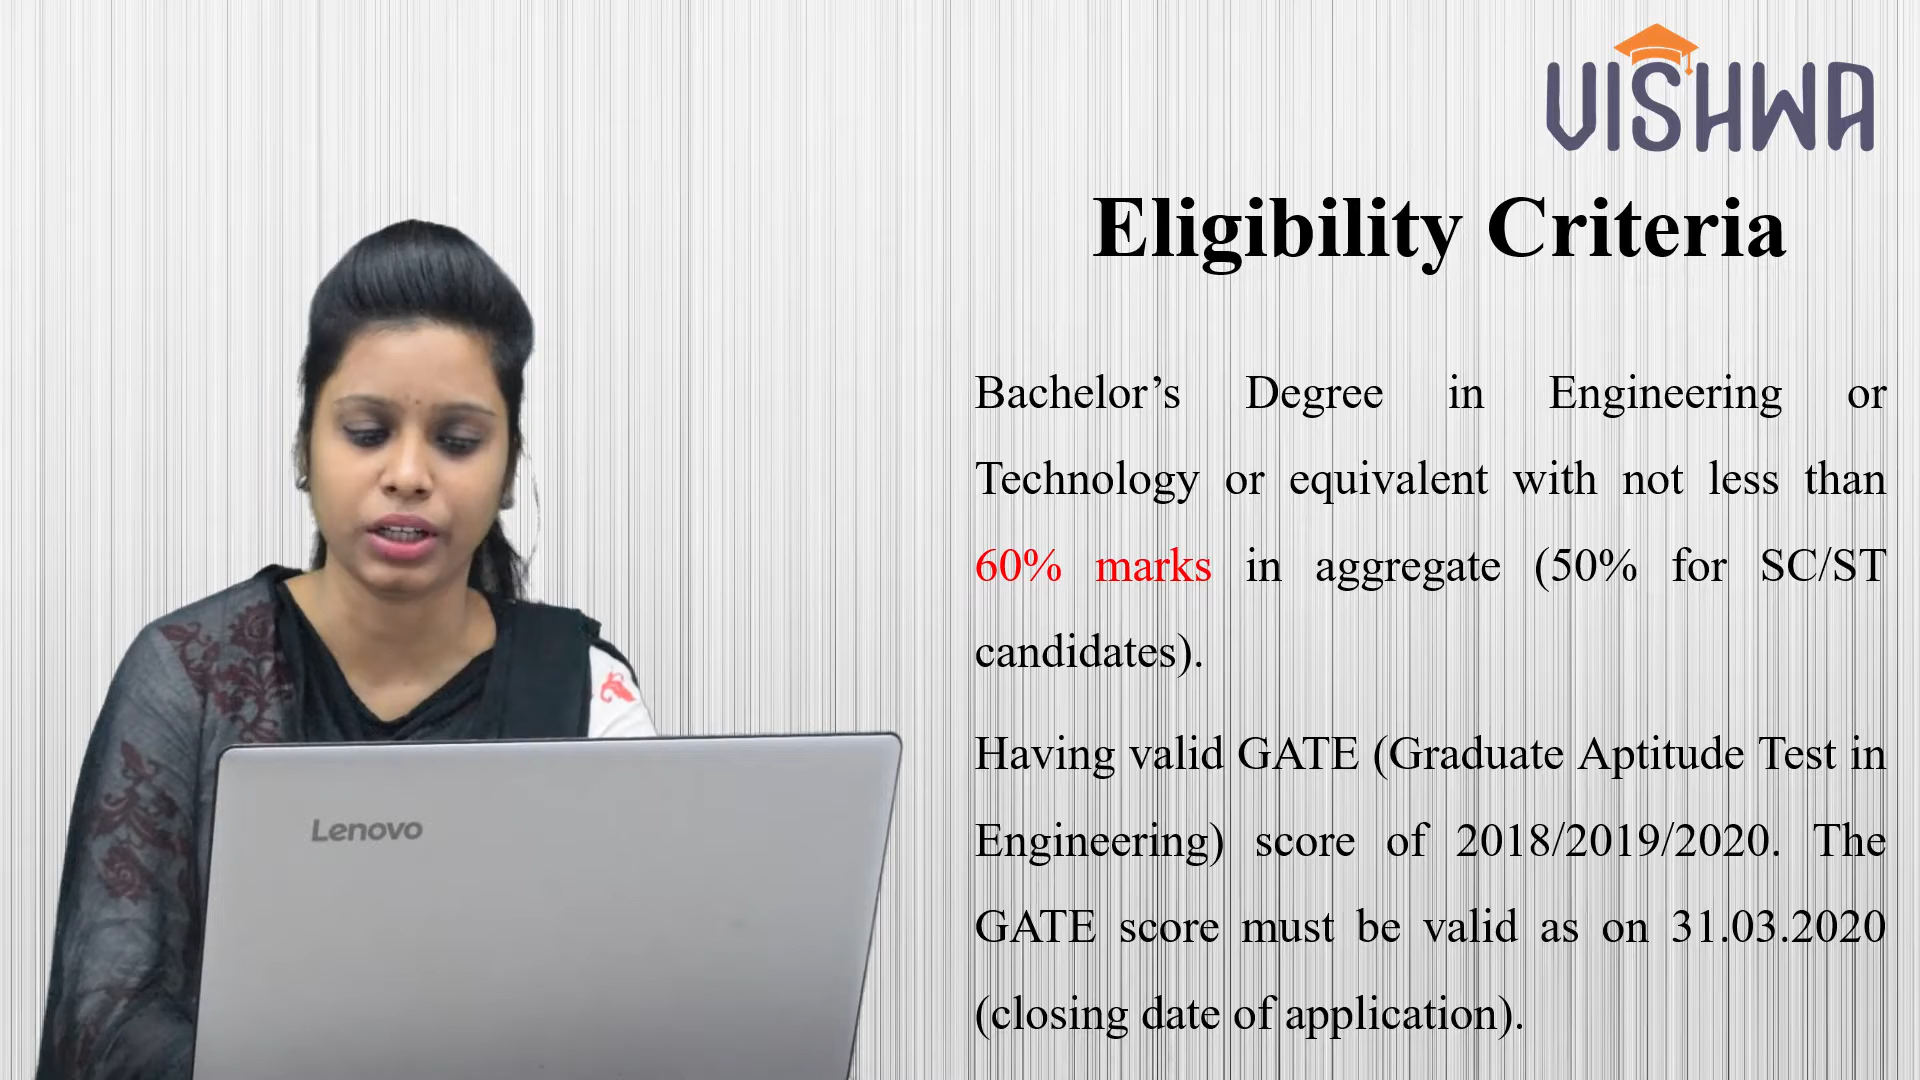 VISHWA
Eligibility Criteria
Bachelor’s Degree in Engineering or
Technology or equivalent with not less than
60% marks in aggregate (50% for SC/ST
candidates).
Having valid GATE (Graduate Aptitude Test in
Engineering) score of 2018/2019/2020. The
GATE score must be valid as on 31.03.2020
(closing date of application).
Lenovo